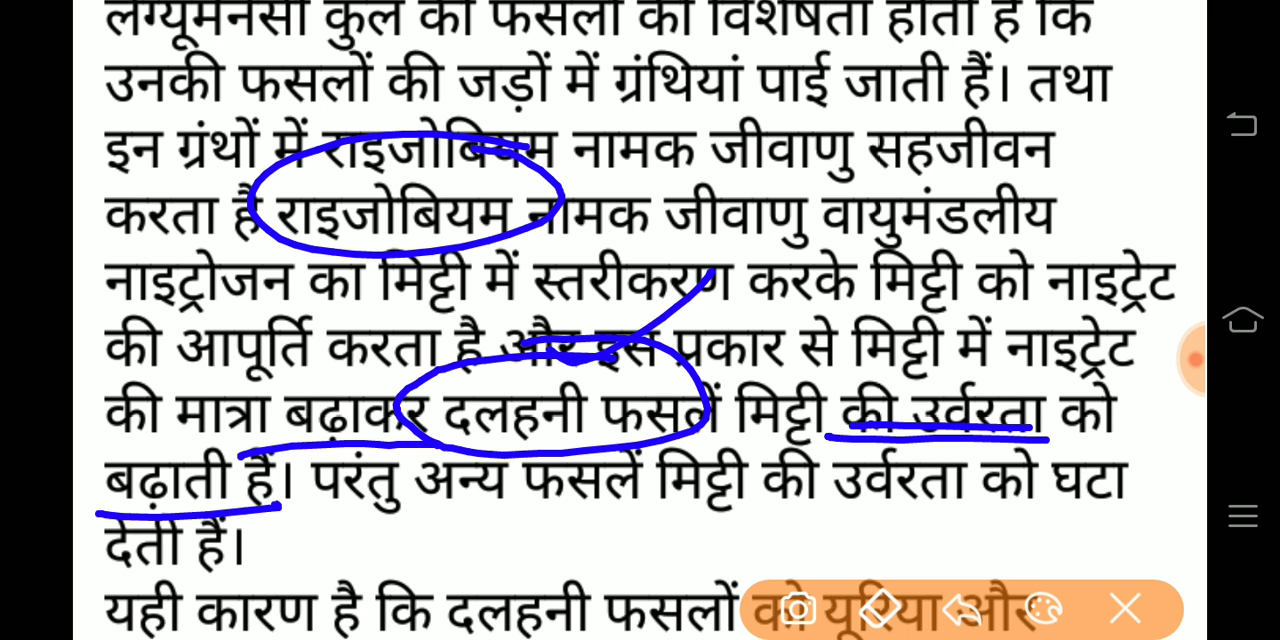 लेग्यूमेनेसी कुल की फसलों की विशेषता होती है कि
उनकी फसलों की जड़ों में ग्रंथियां पाई जाती हैं। तथा
इन ग्रंथों में राइजोबियम नामक जीवाणु सहजीवन
करता है राइजोबियम नामक जीवाणु वायुमंडलीय
नाइट्रोजन का मिट्टी में स्तरीकरण करके मिट्टी को नाइट्रेट
की आपूर्ति करता है और इस प्रकार से मिट्टी में नाइट्रेट
की मात्रा बढ़ाकर दलहनी फसलें मिट्टी की उर्वरता को
बढ़ाती हैं। परंतु अन्य फसलें मिट्टी की उर्वरता को घटा
देती हैं।
यही कारण है कि दलहनी फसलों को यूरिया और